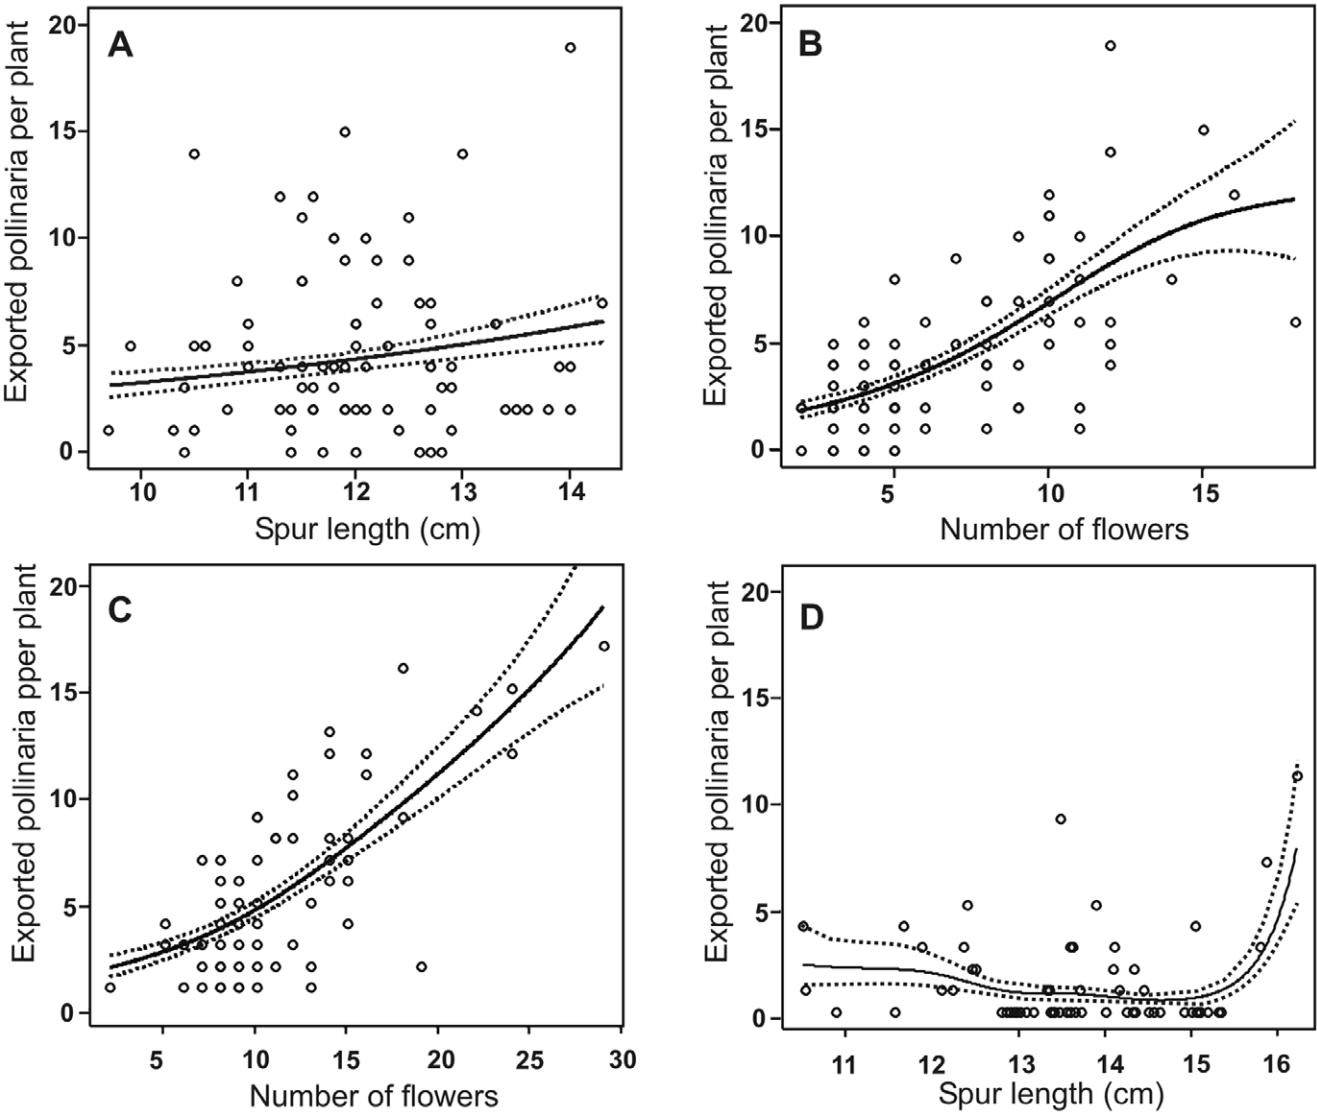 A
Exported pollinaria per plant
20
15
10
5
0
10 11 12 13 14
Spur length (cm)
B
Exported pollinaria per plant
20
15
10
5
0
5 10 15
Number of flowers
C
Exported pollinaria pper plant
20
15
10
5
0
5 10 15 20 25 30
Number of flowers
D
Exported pollinaria per plant
20
15
10
5
0
11 12 13 14 15 16
Spur length (cm)